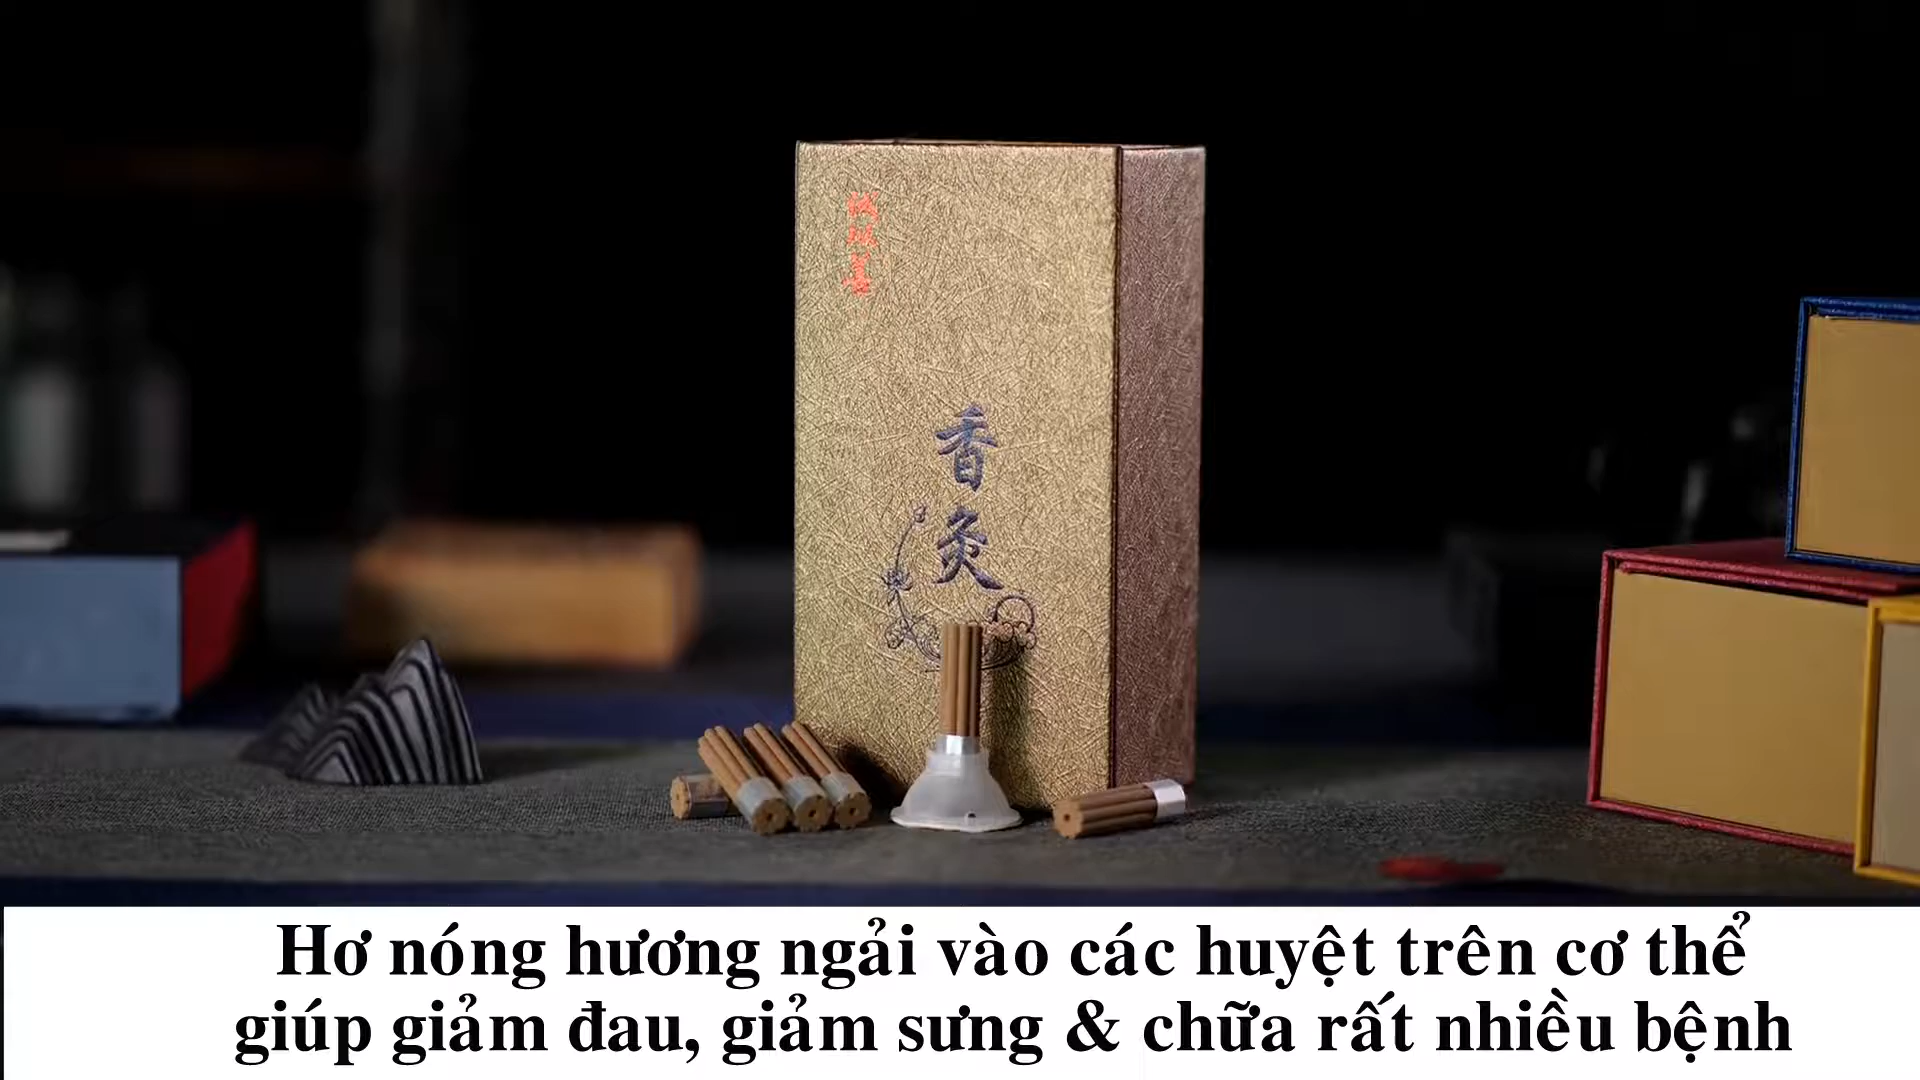 香
灸
Hơ nóng hương ngải vào các huyệt trên cơ thể
giúp giảm đau, giảm sưng & chữa rất nhiều bệnh